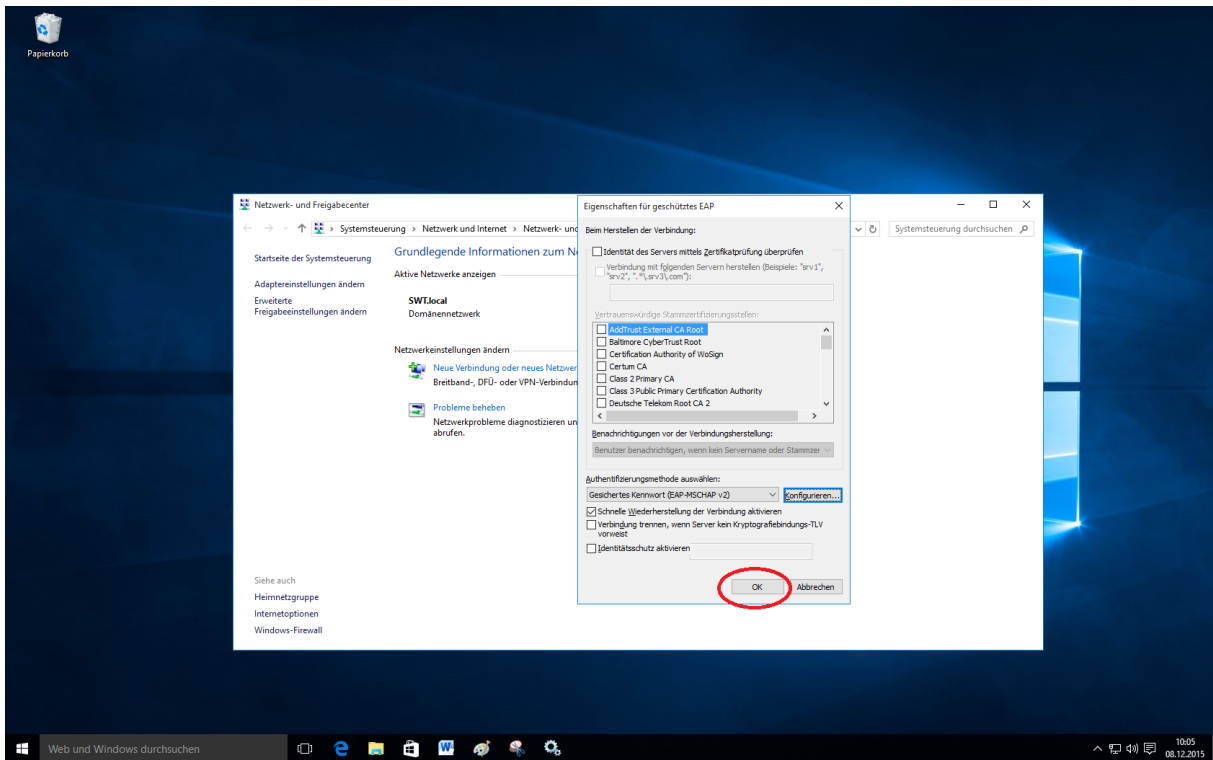 Papierkorb
Netzwerk- und Freigabecenter
Systemsteuerung > Netzwerk und Internet > Netzwerk- und
Systemsteuerung durchsuchen
Startseite der Systemsteuerung
Adaptereinstellungen ändern
Erweiterte
Freigabeeinstellungen ändern
Grundlegende Informationen zum Ne
Aktive Netzwerke anzeigen
SWT.local
Domänennetzwerk
Netzwerkeinstellungen ändern
Neue Verbindung oder neues Netzwer
Breitband-, DFÜ- oder VPN-Verbindun
Probleme beheben
Netzwerkprobleme diagnostizieren un
abrufen.
Siehe auch
Heimnetzgruppe
Internetoptionen
Windows-Firewall
Eigenschaften für geschütztes EAP
Beim Herstellen der Verbindung:
Identität des Servers mittels Zertifikatprüfung überprüfen
Verbindung mit folgenden Servern herstellen (Beispiele: "srv1",
"srv2", ".*\.srv3\.com"):
Vertrauenswürdige Stammzertifizierungsstellen:
AddTrust External CA Root
Baltimore CyberTrust Root
Certification Authority of WoSign
Certum CA
Class 2 Primary CA
Class 3 Public Primary Certification Authority
Deutsche Telekom Root CA 2
Benachrichtigungen vor der Verbindungsherstellung:
Benutzer benachrichtigen, wenn kein Servername oder Stammzer
Authentifizierungsmethode auswählen:
Gesichertes Kennwort (EAP-MSCHAP v2)
Konfigurieren...
Schnelle Wiederherstellung der Verbindung aktivieren
Verbindung trennen, wenn Server kein Kryptografiebindungs-TLV
vorweist
Identitätsschutz aktivieren
OK
Abbrechen
Web und Windows durchsuchen
10:05
08.12.2015